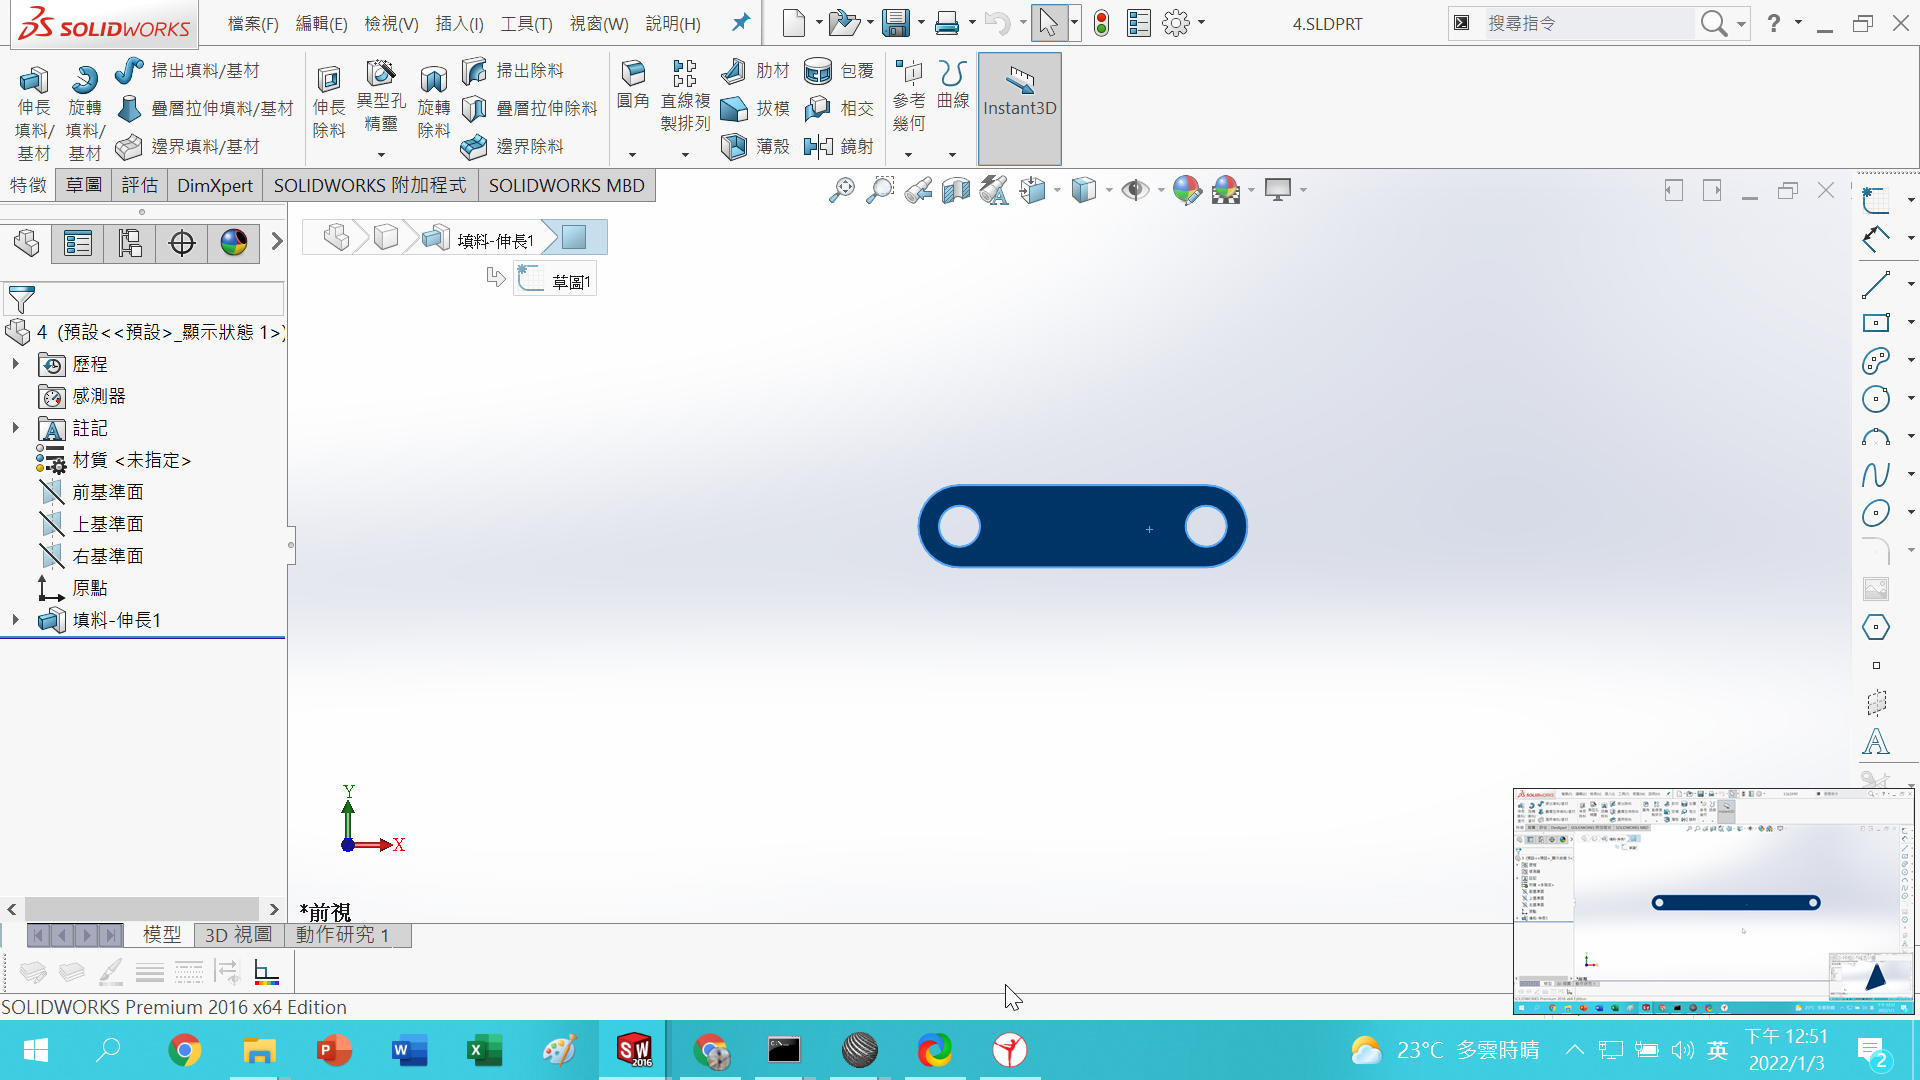 SOLIDWORKS
檔案(F) 編輯(E) 檢視(V) 插入(I) 工具(T) 視窗(W) 說明(H)
4.SLDPRT
搜尋指令
伸長填料/基材
旋轉填料/基材
掃出填料/基材
疊層拉伸填料/基材
邊界填料/基材
伸長除料
異型孔精靈
旋轉除料
掃出除料
疊層拉伸除料
邊界除料
圓角
直線複製排列
肋材
拔模
薄殼
包覆
相交
鏡射
參考幾何
曲線
Instant3D
特徵 草圖 評估 DimXpert SOLIDWORKS 附加程式 SOLIDWORKS MBD
填料-伸長1
草圖1
4 (預設<<預設>_顯示狀態 1>)
歷程
感測器
註記
材質 <未指定>
前基準面
上基準面
右基準面
原點
填料-伸長1
Y
X
*前視
模型 3D 視圖 動作研究 1
SOLIDWORKS Premium 2016 x64 Edition
SW
2016
23°C 多雲時晴
英
下午 12:51
2022/1/3
2